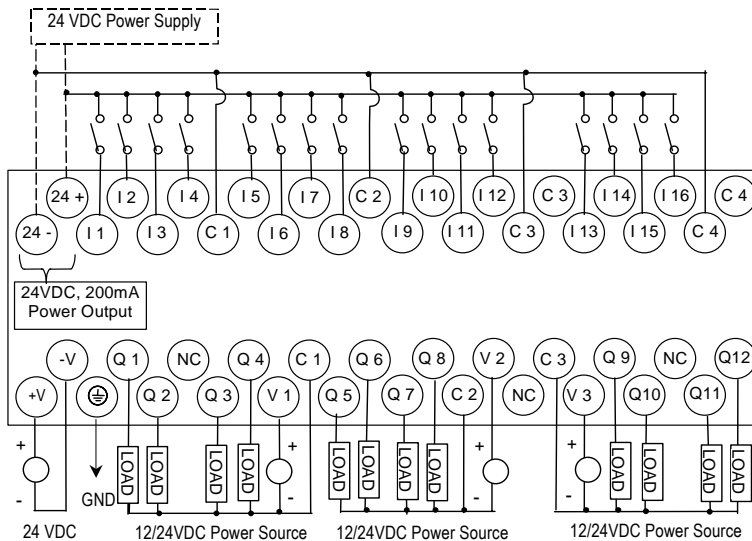 24 VDC Power Supply
24 + I 2 I 4 I 5 I 7 C 2 I 10 I 12 C 3 I 14 I 16 C 4
24 - I 1 I 3 C 1 I 6 I 8 I 9 I 11 C 3 I 13 I 15 C 4
24VDC, 200mA
Power Output
-V Q 1 NC Q 4 C 1 Q 6 Q 8 V 2 C 3 Q 9 NC Q12
+V Q 2 Q 3 V 1 Q 5 Q 7 C 2 NC V 3 Q10 Q11
+ LOAD LOAD LOAD LOAD + LOAD LOAD LOAD LOAD + + LOAD LOAD LOAD LOAD
- GND - - -
24 VDC 12/24VDC Power Source 12/24VDC Power Source 12/24VDC Power Source